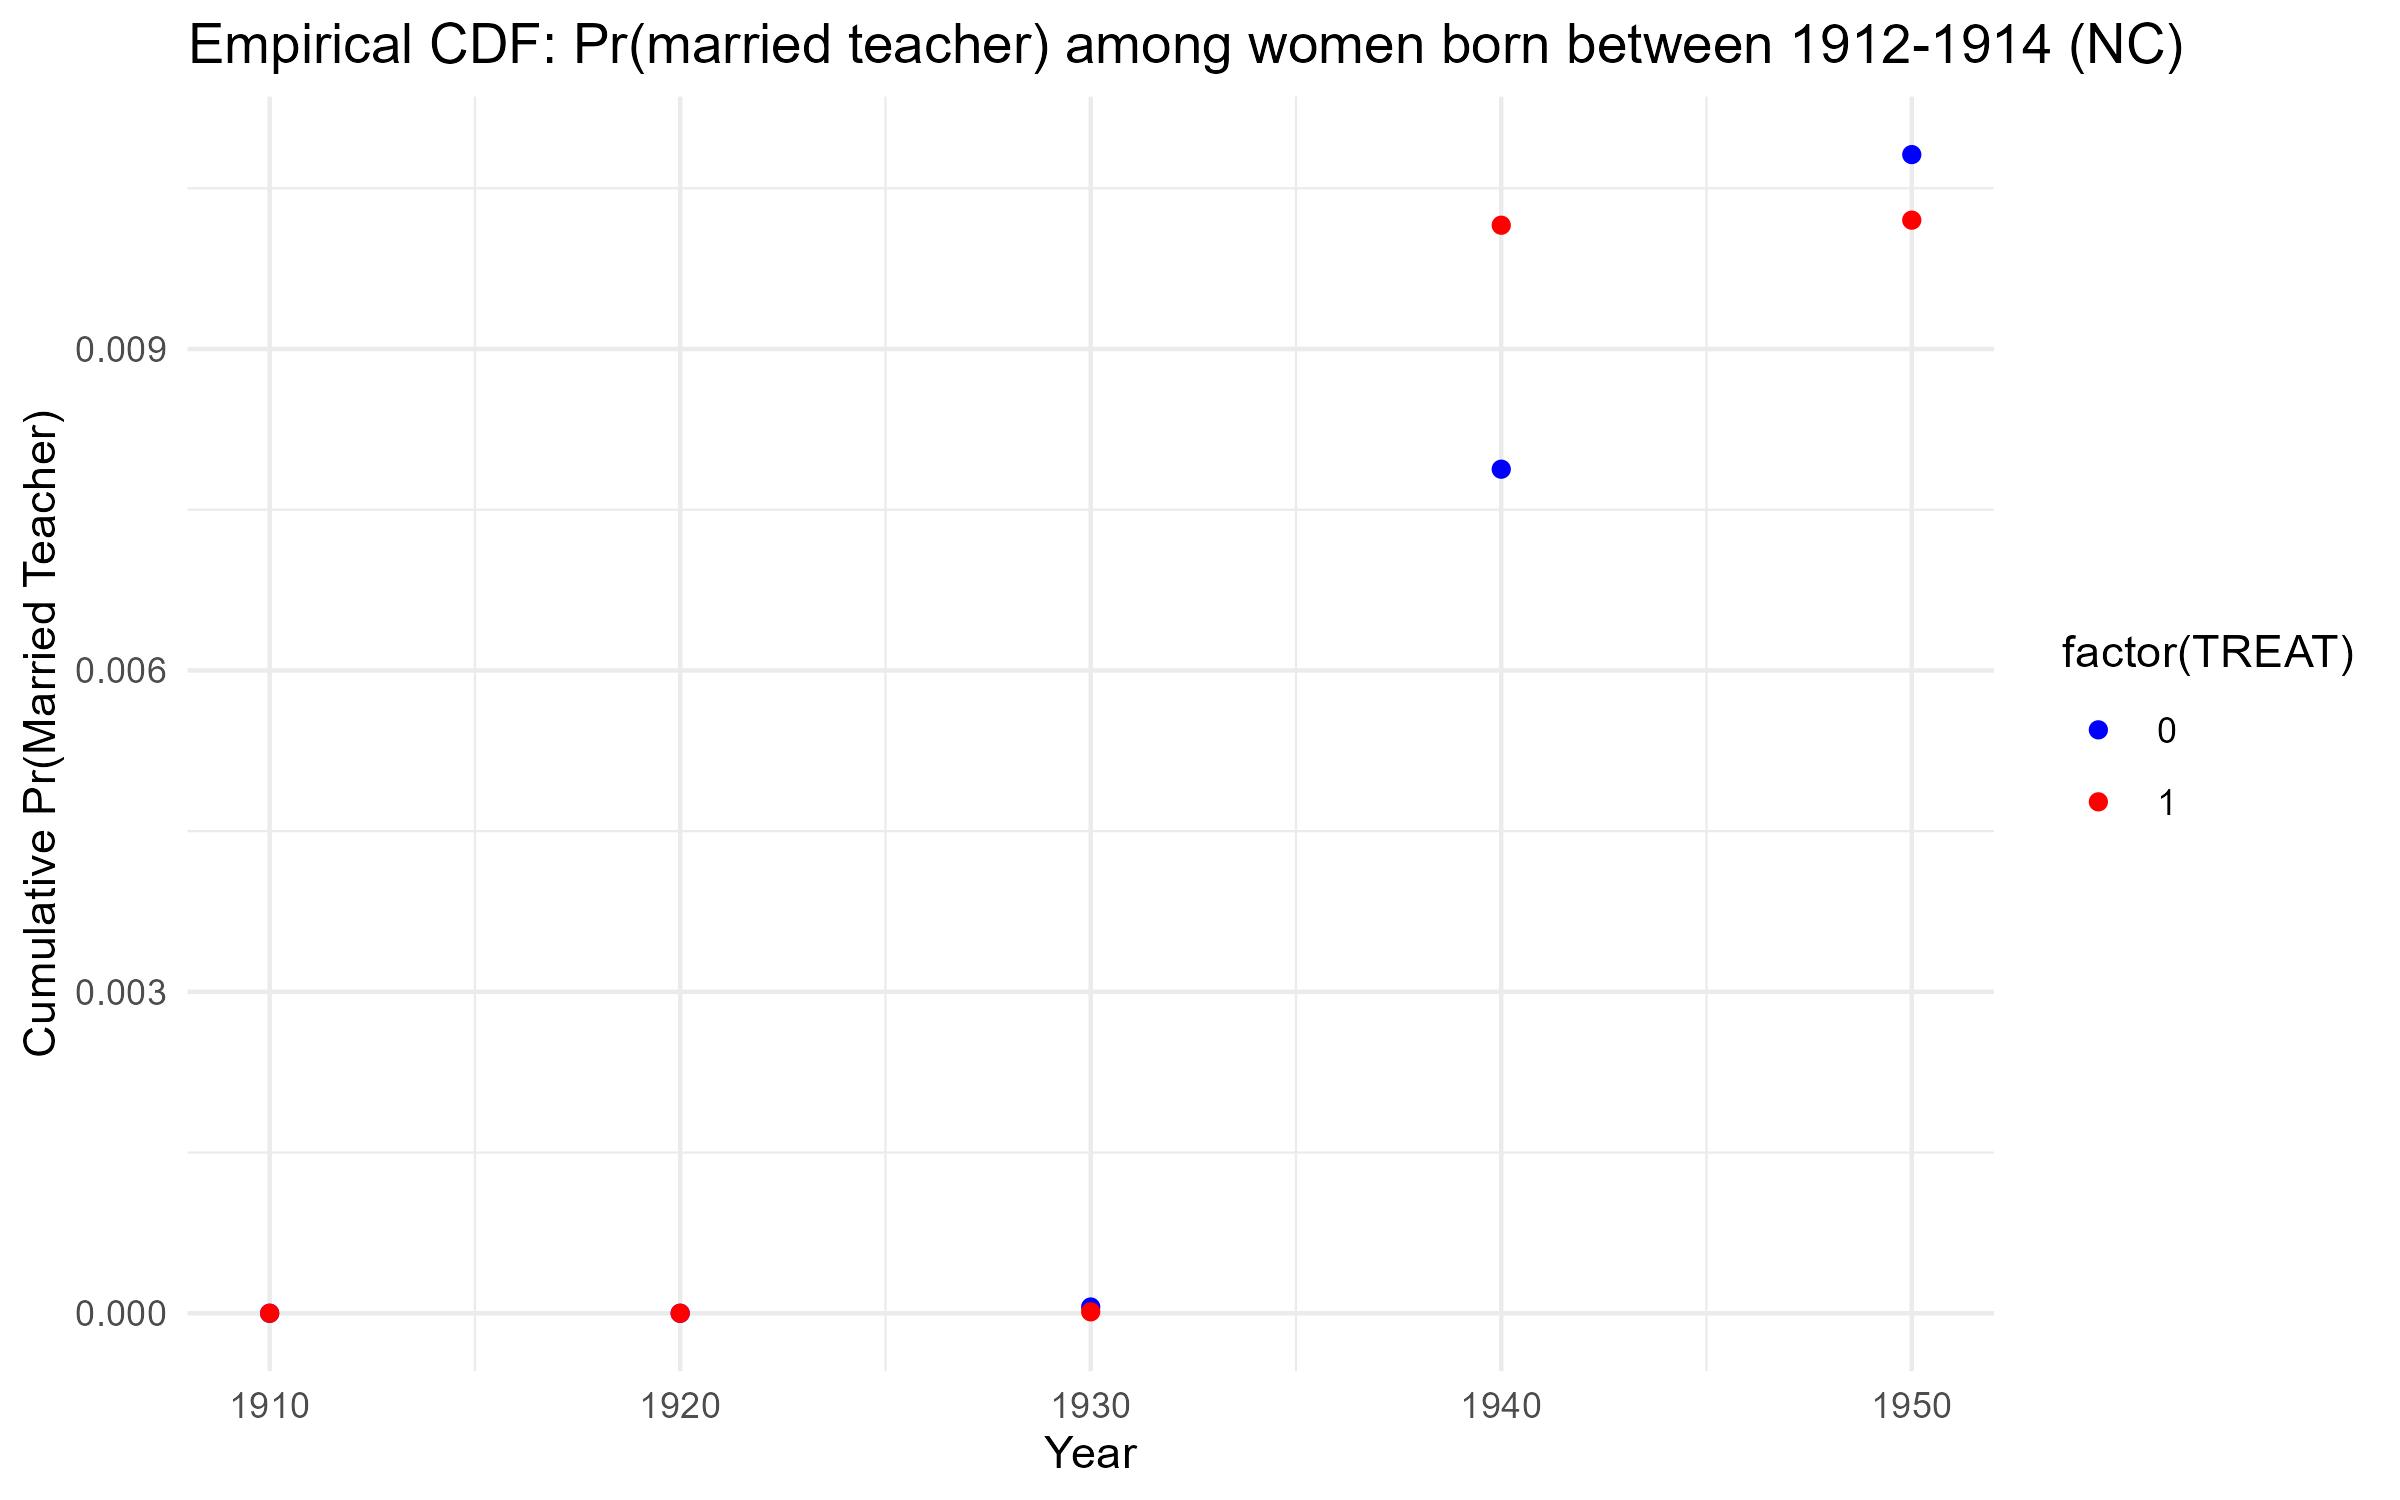 Empirical CDF: Pr(married teacher) among women born between 1912-1914 (NC)
Cumulative Pr(Married Teacher)
0.009
0.006
0.003
0.000
1910
1920
1930
1940
1950
Year
factor(TREAT)
0
1